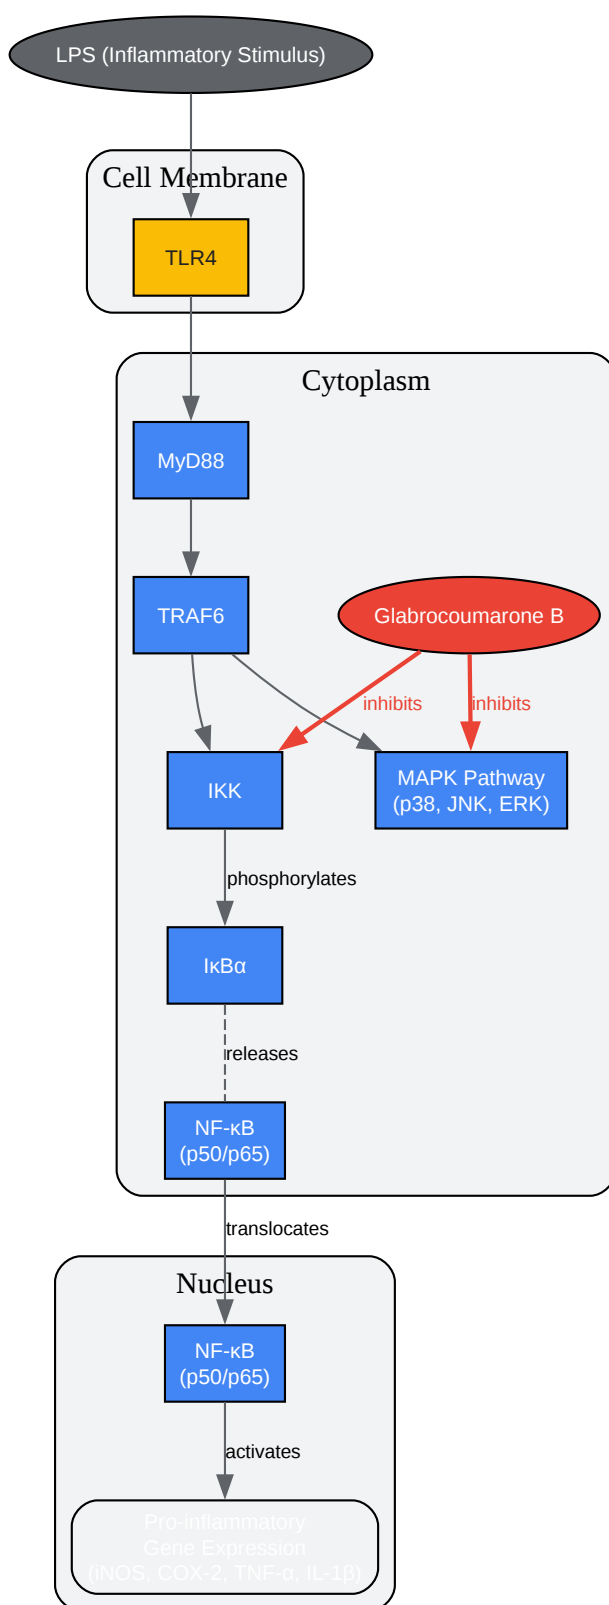 LPS (Inflammatory Stimulus)
Cell Membrane
TLR4
Cytoplasm
MyD88
TRAF6
Glabrocoumarone B
inhibits
inhibits
IKK
MAPK Pathway
(p38, JNK, ERK)
phosphorylates
IκBα
releases
NF-κB
(p50/p65)
translocates
Nucleus
NF-κB
(p50/p65)
activates
Pro-inflammatory
Gene Expression
(iNOS, COX-2, TNF-α, IL-1β)